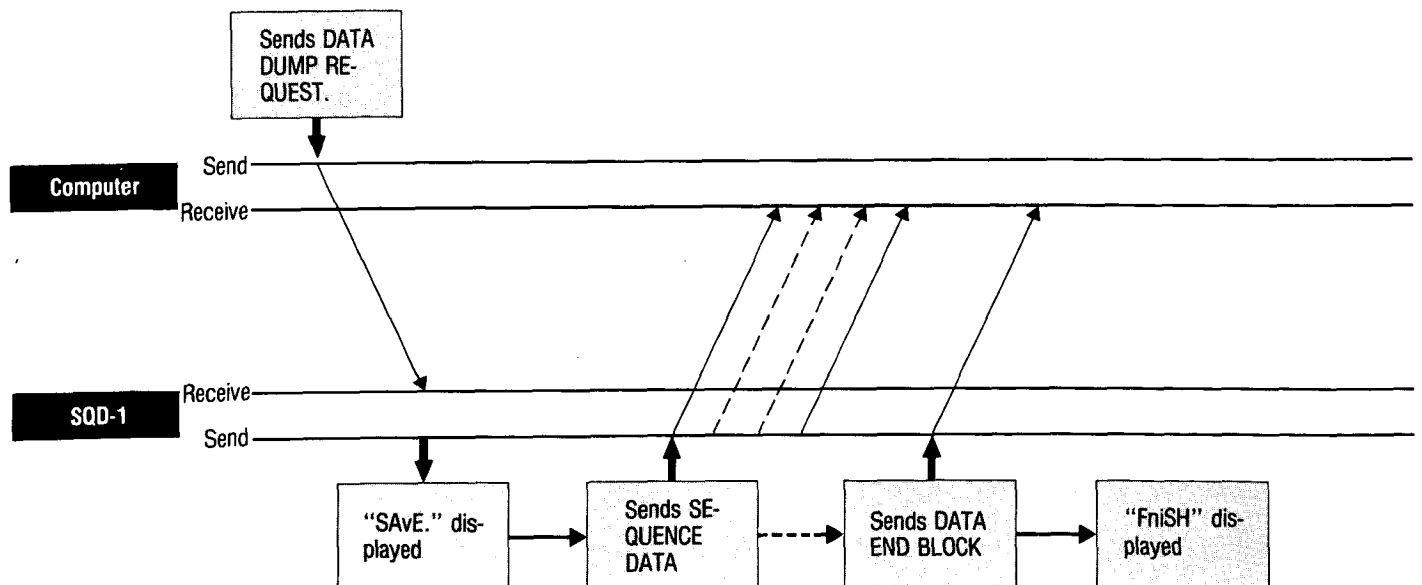 Sends DATA
DUMP RE-
QUEST.
Send
Computer
Receive
Receive
SQD-1
Send
“SAvE.” dis-
played
Sends SE-
QUENCE
DATA
Sends DATA
END BLOCK
“FniSH” dis-
played